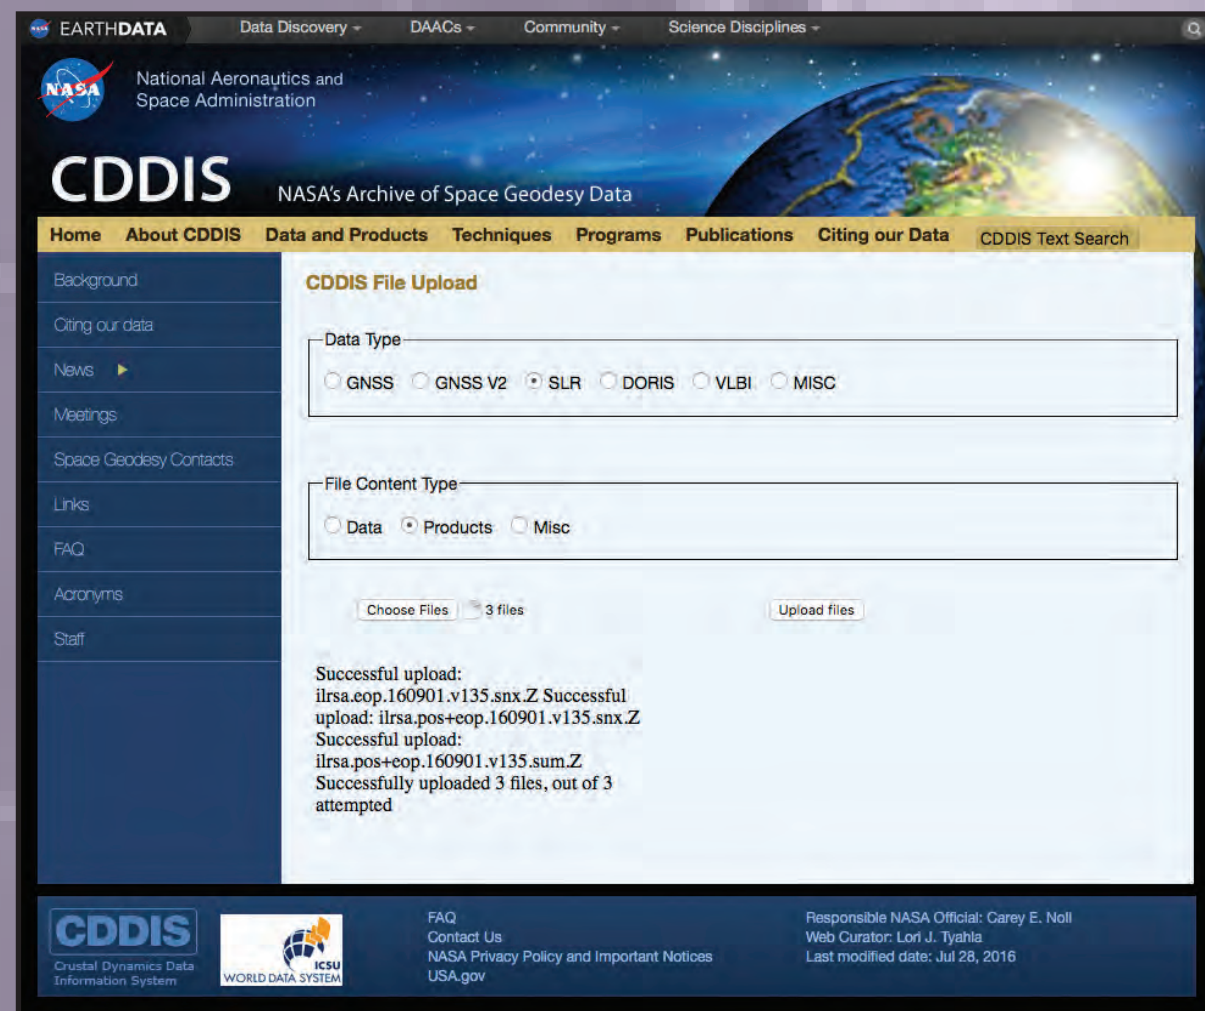 EARTHDATA Data Discovery DAACs Community Science Disciplines
NASA
National Aeronautics and
Space Administration
CDDIS NASA's Archive of Space Geodesy Data
Home About CDDIS Data and Products Techniques Programs Publications Citing our Data CDDIS Text Search
Background
Citing our data
News
Meetings
Space Geodesy Contacts
Links
FAQ
Acronyms
Staff
CDDIS File Upload
Data Type
GNSS GNSS V2 SLR DORIS VLBI MISC
File Content Type
Data Products Misc
Choose Files 3 files Upload files
Successful upload:
ilrsa.eop.160901.v135.snx.Z Successful
upload: ilrsa.pos+eop.160901.v135.snx.Z
Successful upload:
ilrsa.pos+eop.160901.v135.sum.Z
Successfully uploaded 3 files, out of 3
attempted
CDDIS
Crustal Dynamics Data
Information System
ICSU
WORLD DATA SYSTEM
FAQ
Contact Us
NASA Privacy Policy and Important Notices
USA.gov
Responsible NASA Official: Carey E. Noll
Web Curator: Lori J. Tyahla
Last modified date: Jul 28, 2016